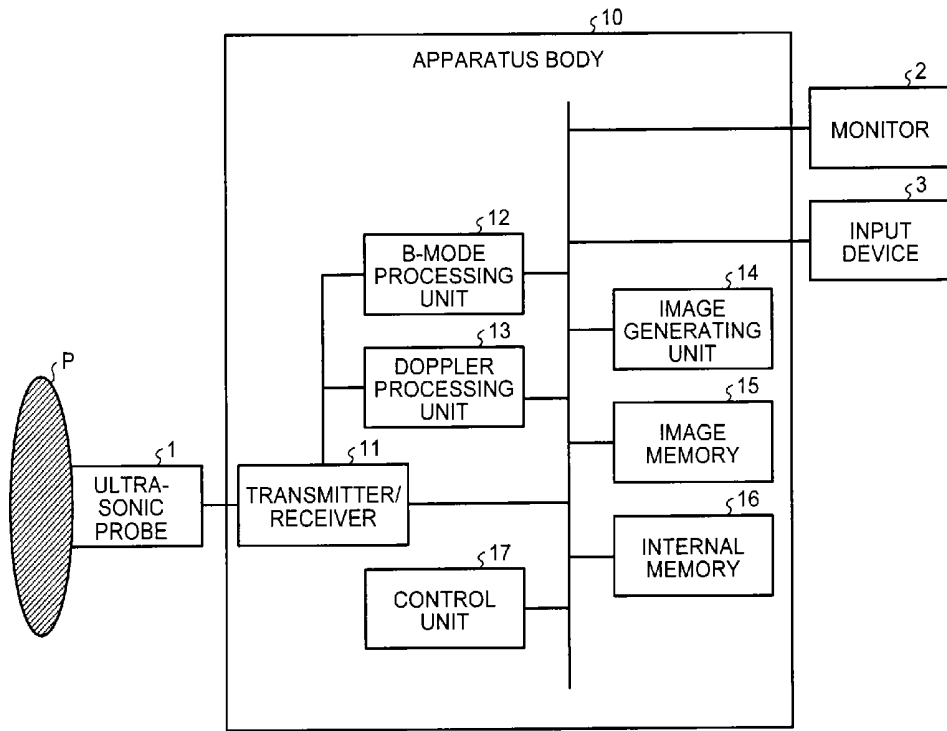 10
APPARATUS BODY
2
MONITOR
3
INPUT
DEVICE
12
B-MODE
PROCESSING
UNIT
14
IMAGE
GENERATING
UNIT
13
DOPPLER
PROCESSING
UNIT
P
15
IMAGE
MEMORY
1
ULTRA-
SONIC
PROBE
11
TRANSMITTER/
RECEIVER
16
INTERNAL
MEMORY
17
CONTROL
UNIT